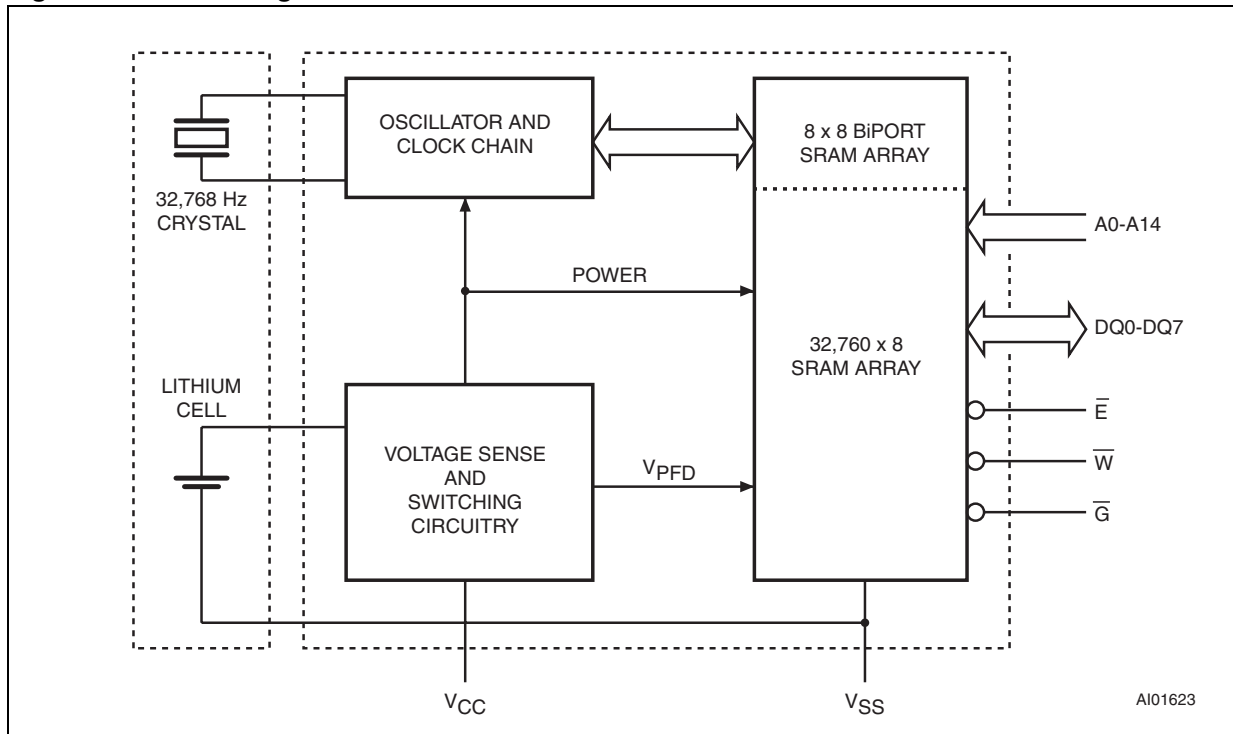 OSCILLATOR AND
CLOCK CHAIN
8 x 8 BiPORT
SRAM ARRAY
32,768 Hz
CRYSTAL
A0-A14
POWER
DQ0-DQ7
32,760 x 8
SRAM ARRAY
LITHIUM
CELL
E̅
VOLTAGE SENSE
AND
SWITCHING
CIRCUITRY
VPFD
W̅
G̅
VCC
VSS
AI01623